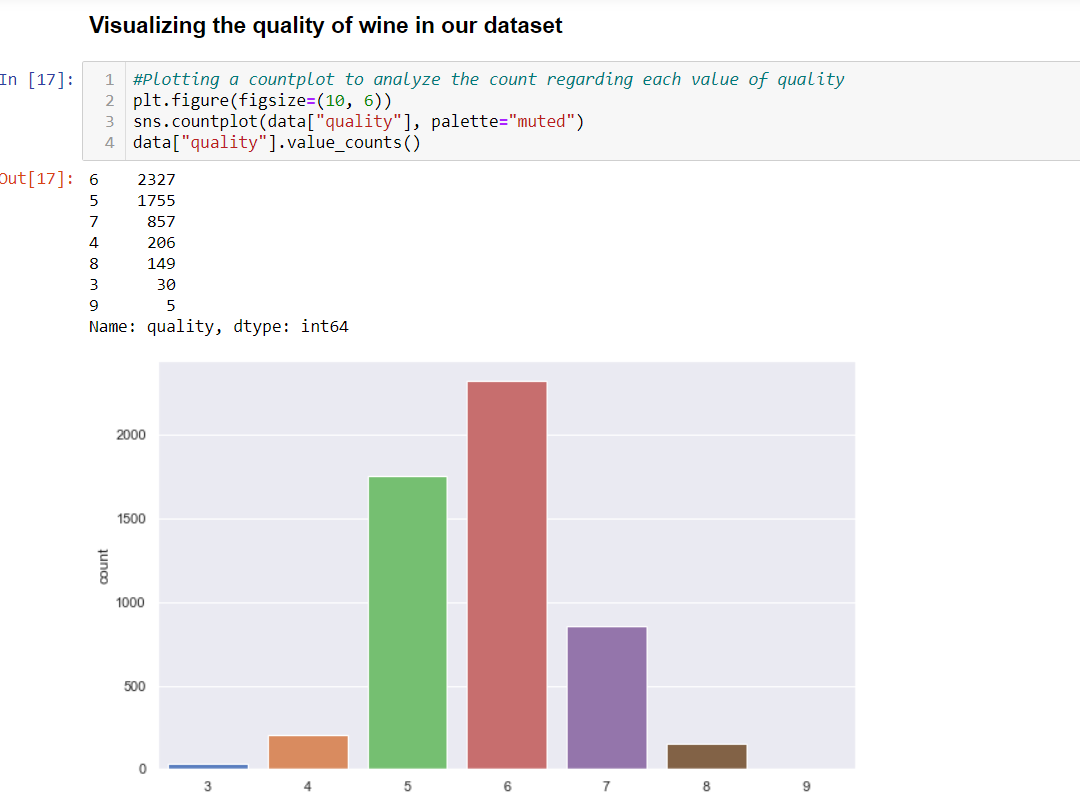 Visualizing the quality of wine in our dataset
In [17]:
1 #Plotting a countplot to analyze the count regarding each value of quality
2 plt.figure(figsize=(10, 6))
3 sns.countplot(data["quality"], palette="muted")
4 data["quality"].value_counts()
Out[17]:
6 2327
5 1755
7 857
4 206
8 149
3 30
9 5
Name: quality, dtype: int64
2000
1500
1000
500
0
count
3 4 5 6 7 8 9